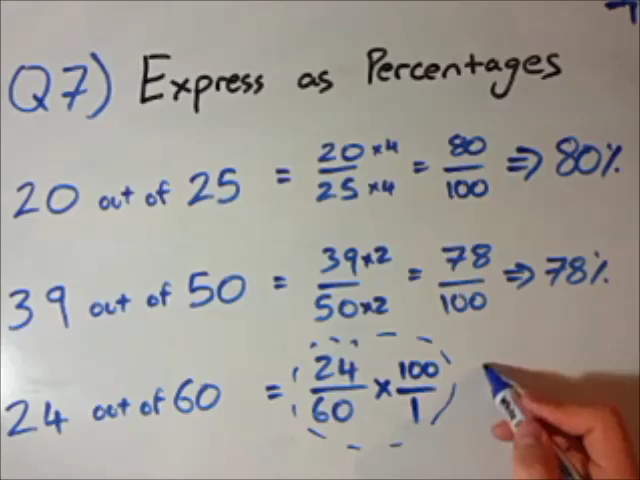 Q7) Express as Percentages
20 out of 25 = 20×4/25×4 = 80/100 ⇒ 80%
39 out of 50 = 39×2/50×2 = 78/100 ⇒ 78%
24 out of 60 = 24/60 × 100/1